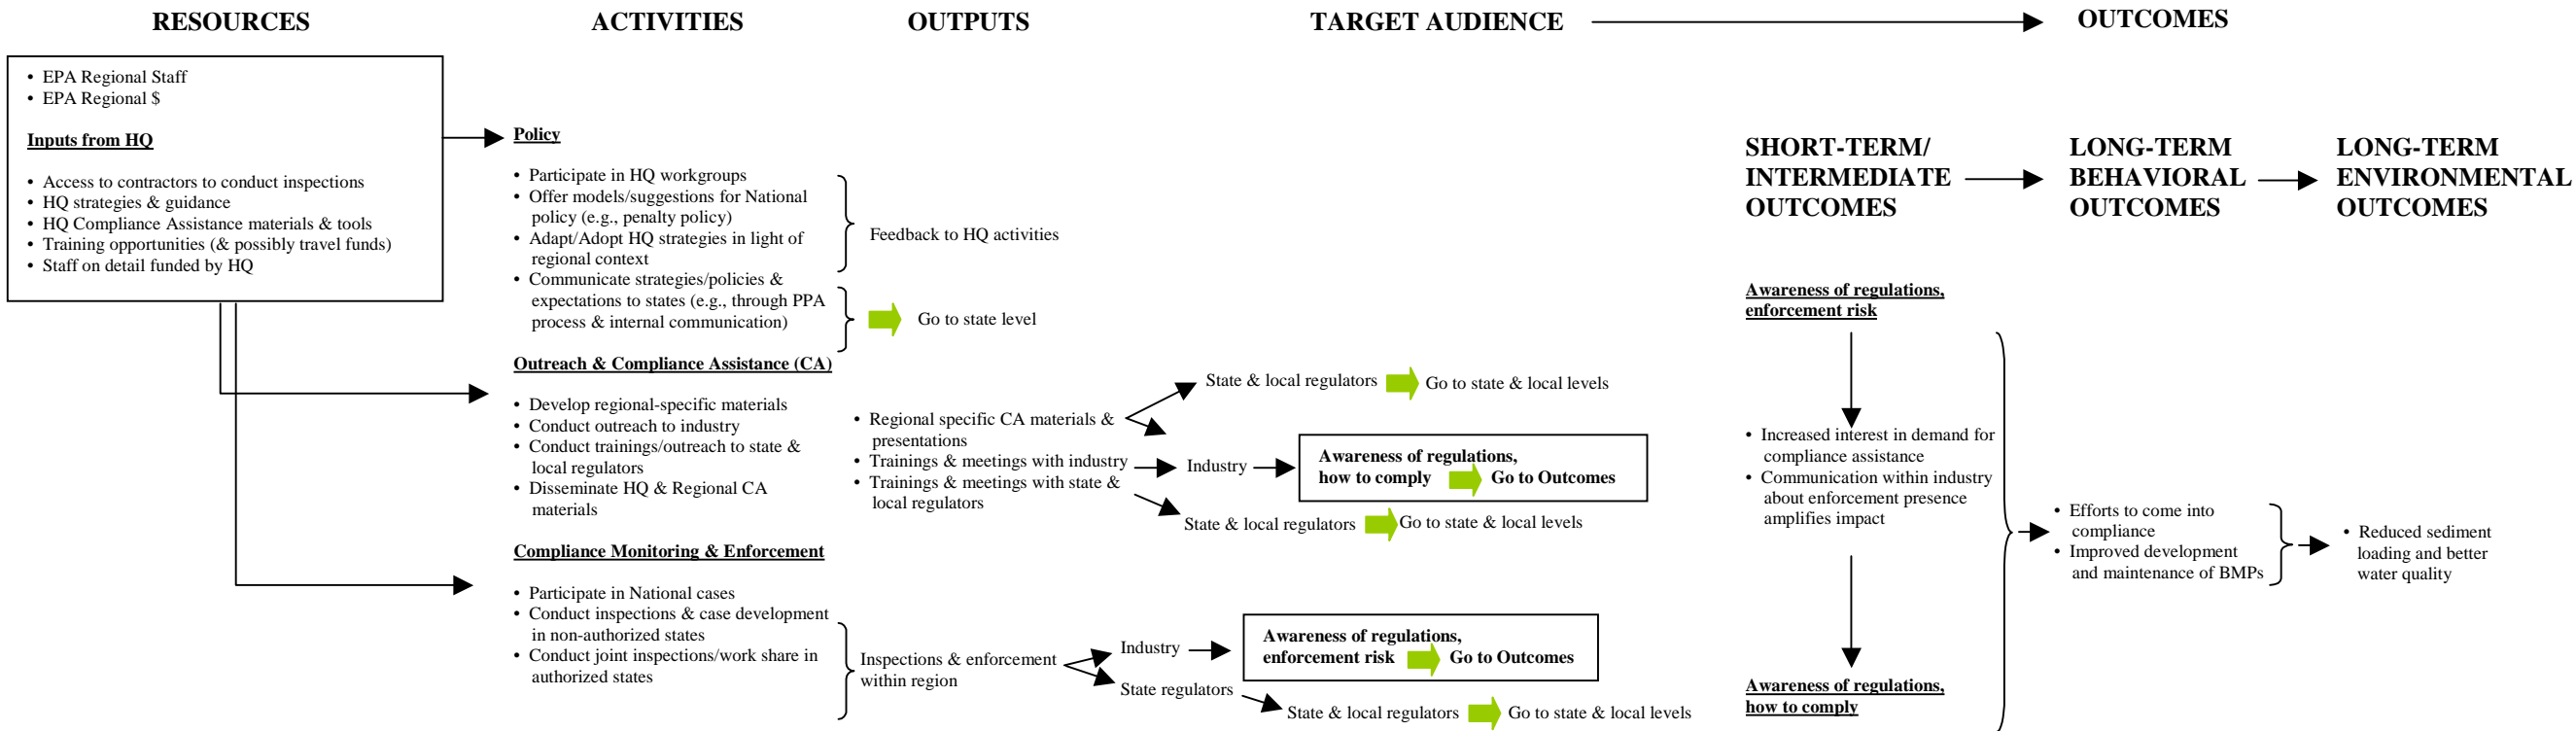 RESOURCES
ACTIVITIES
OUTPUTS
TARGET AUDIENCE
OUTCOMES
• EPA Regional Staff
• EPA Regional $
Inputs from HQ
• Access to contractors to conduct inspections
• HQ strategies & guidance
• HQ Compliance Assistance materials & tools
• Training opportunities (& possibly travel funds)
• Staff on detail funded by HQ
Policy
• Participate in HQ workgroups
• Offer models/suggestions for National
policy (e.g., penalty policy)
• Adapt/Adopt HQ strategies in light of
regional context
• Communicate strategies/policies &
expectations to states (e.g., through PPA
process & internal communication)
Feedback to HQ activities
Go to state level
Outreach & Compliance Assistance (CA)
• Develop regional-specific materials
• Conduct outreach to industry
• Conduct trainings/outreach to state &
local regulators
• Disseminate HQ & Regional CA
materials
• Regional specific CA materials &
presentations
• Trainings & meetings with industry
• Trainings & meetings with state &
local regulators
State & local regulators
Go to state & local levels
Industry
Awareness of regulations,
how to comply
Go to Outcomes
State & local regulators
Go to state & local levels
Compliance Monitoring & Enforcement
• Participate in National cases
• Conduct inspections & case development
in non-authorized states
• Conduct joint inspections/work share in
authorized states
Inspections & enforcement
within region
Industry
Awareness of regulations,
enforcement risk
Go to Outcomes
State regulators
State & local regulators
Go to state & local levels
SHORT-TERM/
INTERMEDIATE
OUTCOMES
LONG-TERM
BEHAVIORAL
OUTCOMES
LONG-TERM
ENVIRONMENTAL
OUTCOMES
Awareness of regulations,
enforcement risk
• Increased interest in demand for
compliance assistance
• Communication within industry
about enforcement presence
amplifies impact
Awareness of regulations,
how to comply
• Efforts to come into
compliance
• Improved development
and maintenance of BMPs
• Reduced sediment
loading and better
water quality